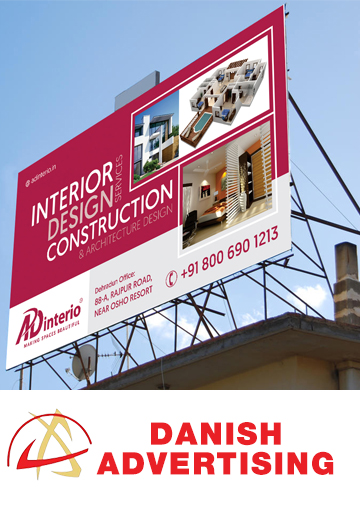 @ adinterio.in
INTERIOR
DESIGN
SERVICES
CONSTRUCTION
& ARCHITECTURE DESIGN
ADinterio®
MAKING SPACES BEAUTIFUL
Dehradun Office:
88-A, RAJPUR ROAD,
NEAR OSHO RESORT
+91 800 690 1213
DANISH
ADVERTISING